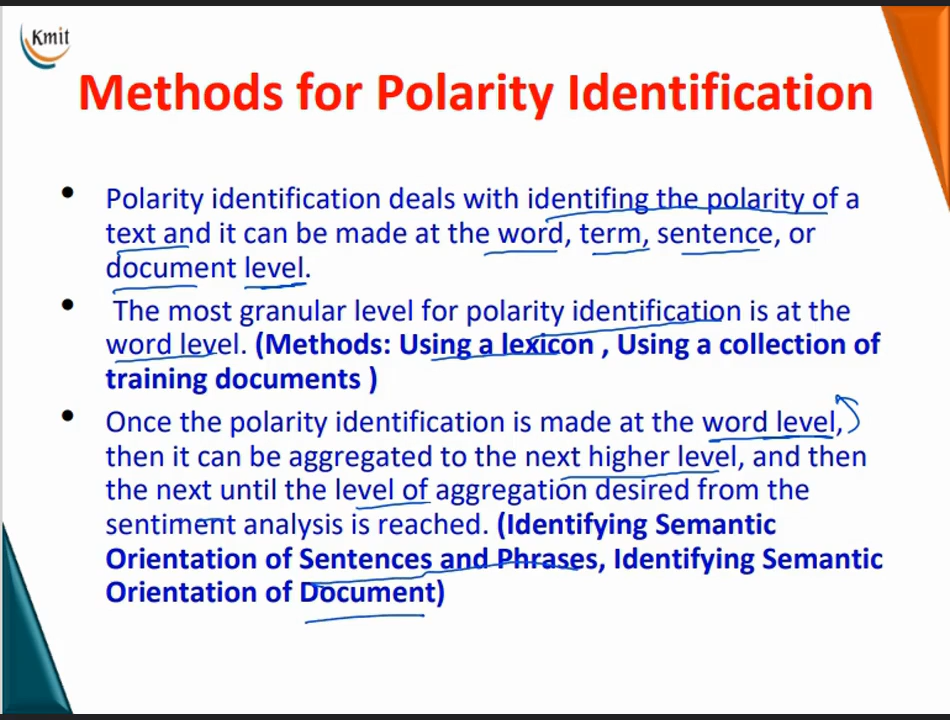 Kmit
Methods for Polarity Identification
• Polarity identification deals with identifing the polarity of a
text and it can be made at the word, term, sentence, or
document level.
• The most granular level for polarity identification is at the
word level. (Methods: Using a lexicon , Using a collection of
training documents )
• Once the polarity identification is made at the word level,
then it can be aggregated to the next higher level, and then
the next until the level of aggregation desired from the
sentiment analysis is reached. (Identifying Semantic
Orientation of Sentences and Phrases, Identifying Semantic
Orientation of Document)